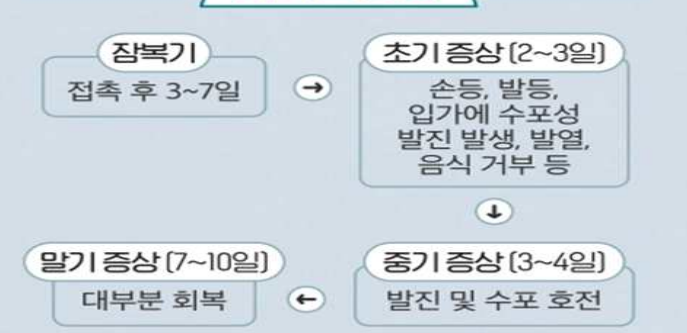 잠복기
접촉 후 3~7일
→
초기 증상 (2~3일)
손등, 발등,
입가에 수포성
발진 발생, 발열,
음식 거부 등
↓
중기 증상 (3~4일)
발진 및 수포 호전
←
말기 증상 (7~10일)
대부분 회복